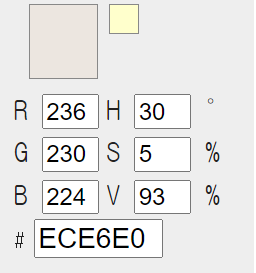 R 236 H 30 °
G 230 S 5 %
B 224 V 93 %
# ECE6E0